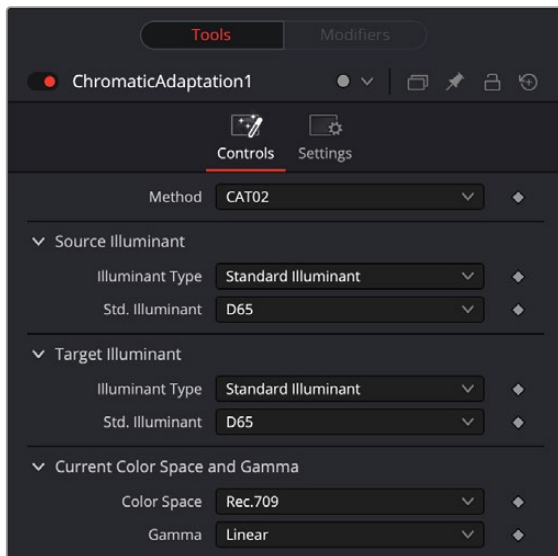 Tools Modifiers
ChromaticAdaptation1
Controls Settings
Method CAT02
Source Illuminant
Illuminant Type Standard Illuminant
Std. Illuminant D65
Target Illuminant
Illuminant Type Standard Illuminant
Std. Illuminant D65
Current Color Space and Gamma
Color Space Rec.709
Gamma Linear